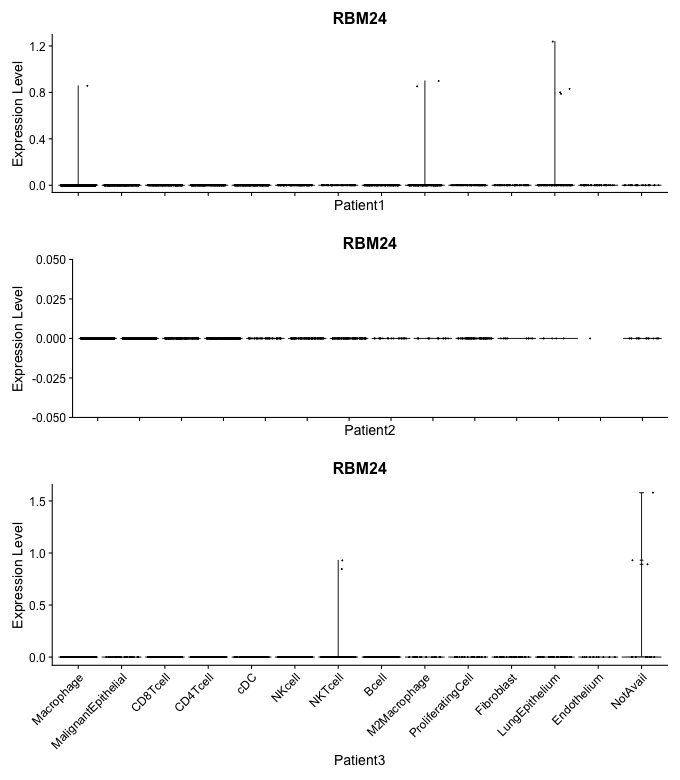 RBM24
Expression Level
1.2
0.8
0.4
0.0
Patient1
RBM24
Expression Level
0.050
0.025
0.000
-0.025
-0.050
Patient2
RBM24
Expression Level
1.5
1.0
0.5
0.0
Macrophage
MalignantEpithelial
CD8Tcell
CD4Tcell
cDC
NKcell
NKTcell
Bcell
M2Macrophage
ProliferatingCell
Fibroblast
LungEpithelium
Endothelium
NotAvail
Patient3